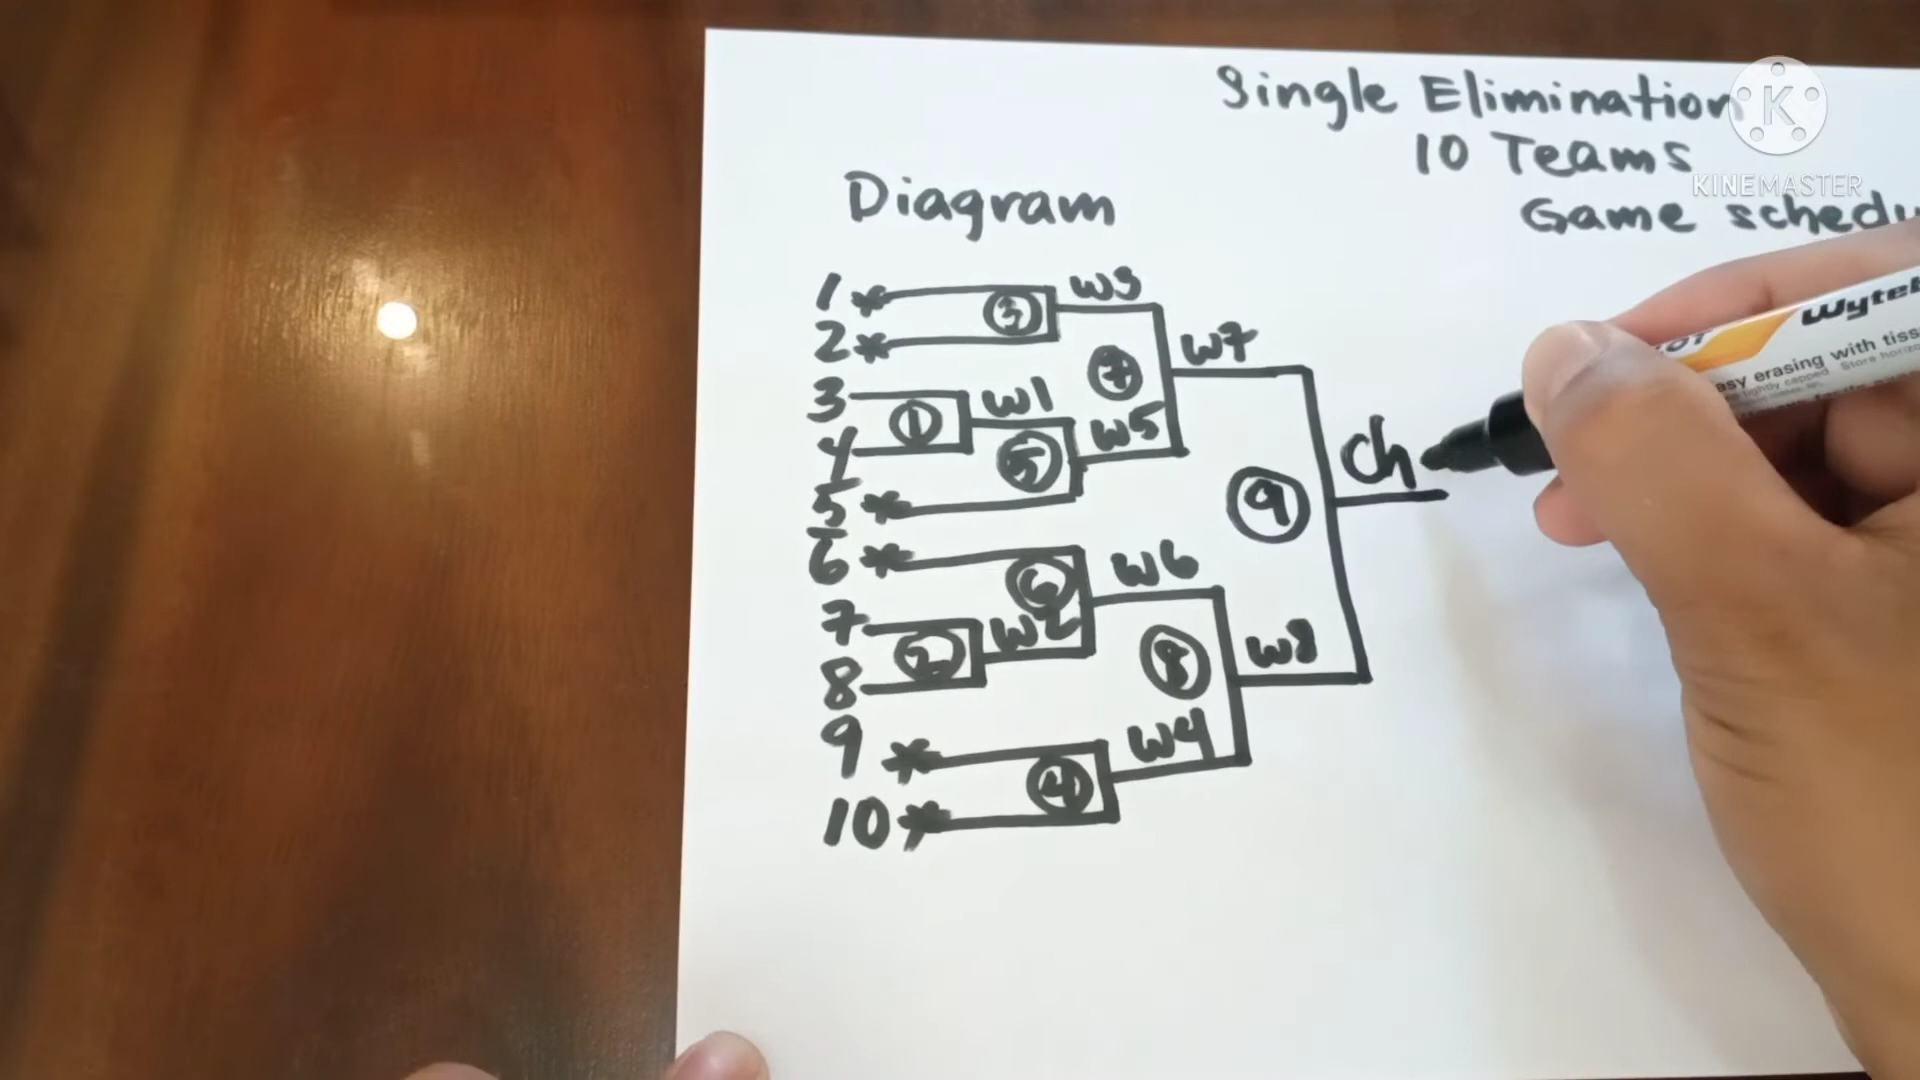 Single Elimination
10 Teams
Game schedu
Diagram
KINEMASTER
K
1
2
3
4
5
6
7
8
9
10
3
W3
1
W1
5
W5
7
W7
6
W6
2
W2
8
W8
4
W4
9
Ch
Wyteb
asy erasing with tiss